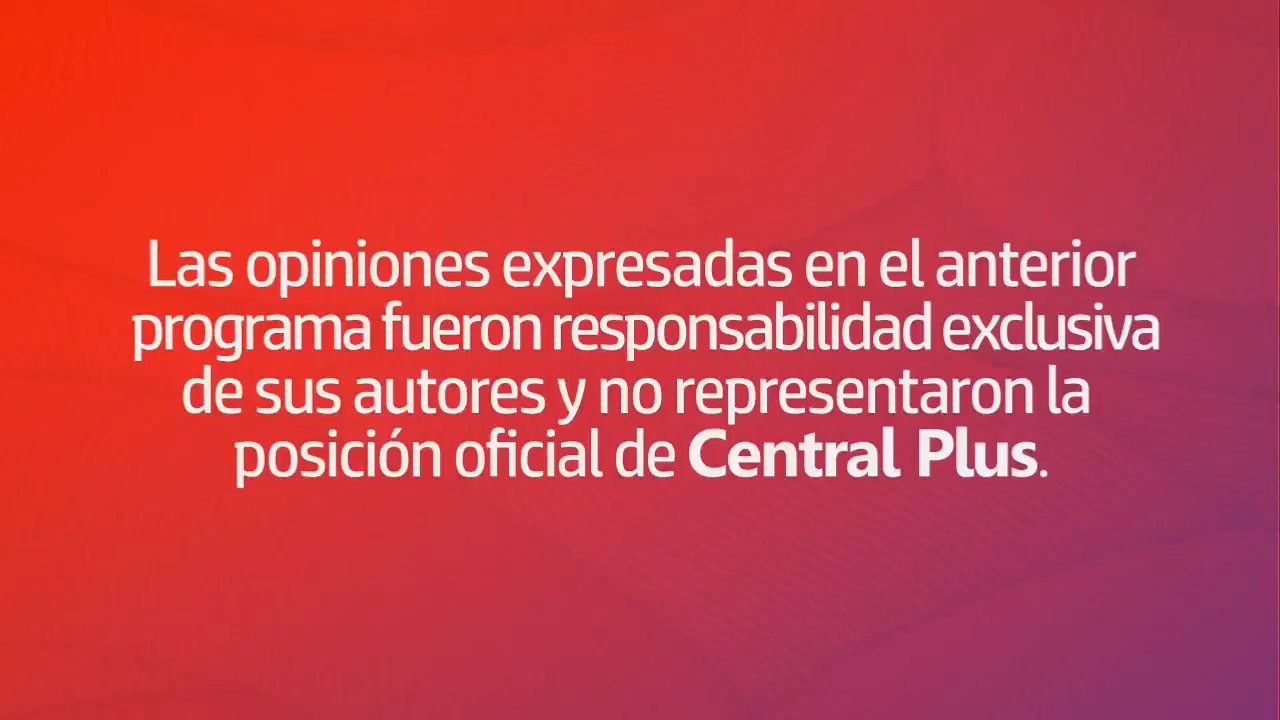 Las opiniones expresadas en el anterior
programa fueron responsabilidad exclusiva
de sus autores y no representaron la
posición oficial de Central Plus.